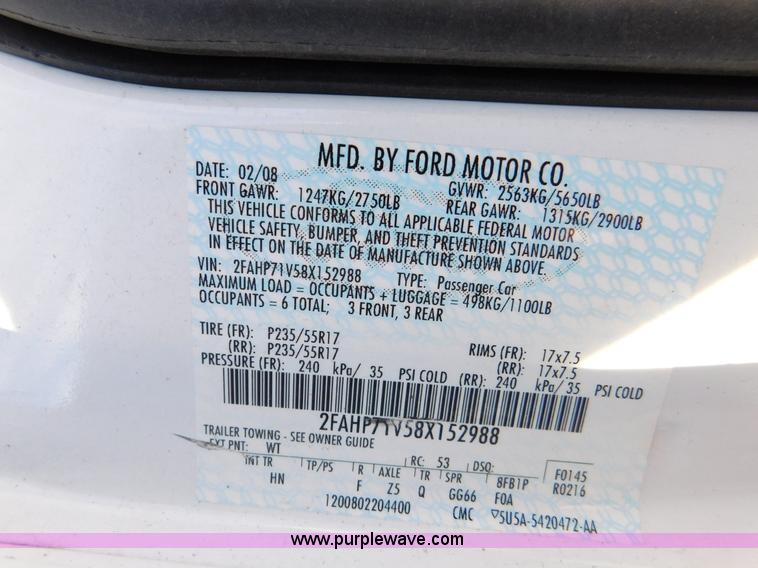 MFD. BY FORD MOTOR CO.
DATE: 02/08 GVWR: 2563KG/5650LB
FRONT GAWR: 1247KG/2750LB REAR GAWR: 1315KG/2900LB
THIS VEHICLE CONFORMS TO ALL APPLICABLE FEDERAL MOTOR
VEHICLE SAFETY, BUMPER, AND THEFT PREVENTION STANDARDS
IN EFFECT ON THE DATE OF MANUFACTURE SHOWN ABOVE.
VIN: 2FAHP71V58X152988 TYPE: Passenger Car
MAXIMUM LOAD = OCCUPANTS + LUGGAGE = 498KG/1100LB
OCCUPANTS = 6 TOTAL; 3 FRONT, 3 REAR
TIRE (FR): P235/55R17 RIMS (FR): 17x7.5
(RR): P235/55R17 (RR): 17x7.5
PRESSURE (FR): 240 kPa/ 35 PSI COLD (RR): 240 kPa/35 PSI COLD
2FAHP71V58X152988
TRAILER TOWING - SEE OWNER GUIDE
EXT PNT: WT RC: 53 DSO: F0145
INT TR TP/PS R AXLE TR SPR 8FB1P R0216
HN F Z5 Q GG66 F0A
1200802204400 CMC ▽5U5A-5420472-AA
www.purplewave.com